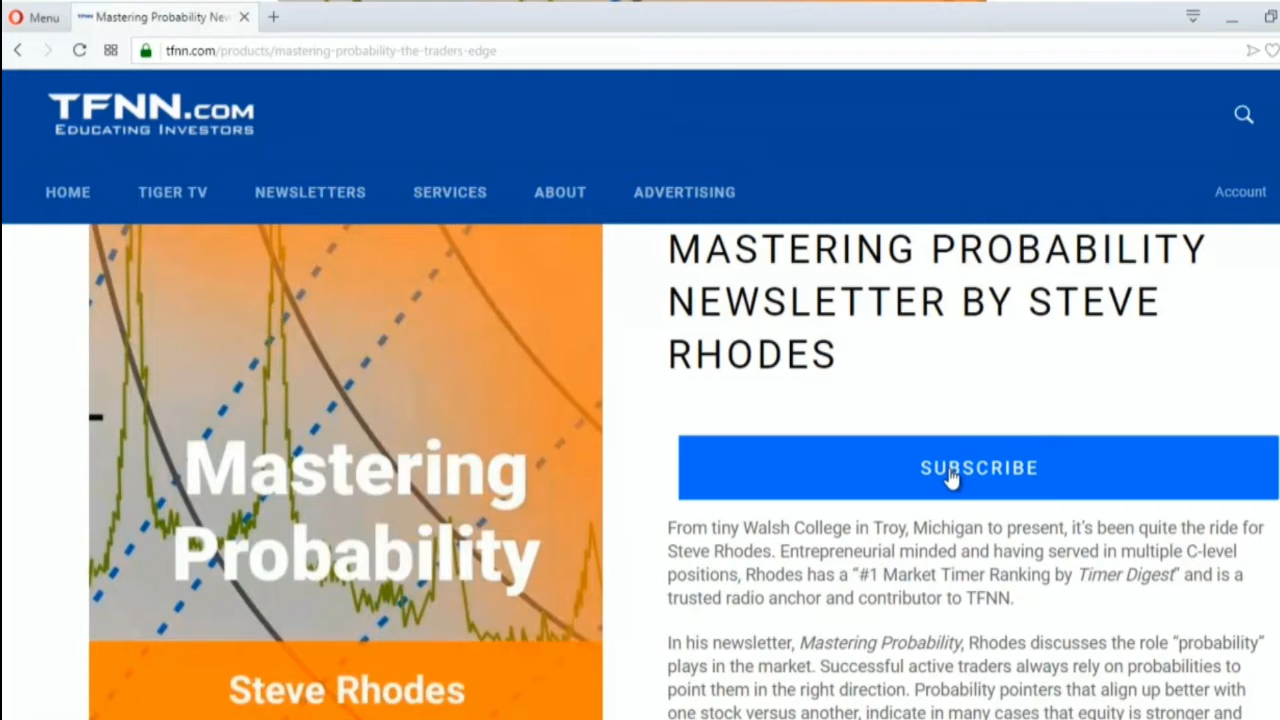 Menu
TFNN Mastering Probability New
tfnn.com/products/mastering-probability-the-traders-edge
TFNN.COM
EDUCATING INVESTORS
HOME TIGER TV NEWSLETTERS SERVICES ABOUT ADVERTISING Account
MASTERING PROBABILITY
NEWSLETTER BY STEVE
RHODES
SUBSCRIBE
From tiny Walsh College in Troy, Michigan to present, it's been quite the ride for
Steve Rhodes. Entrepreneurial minded and having served in multiple C-level
positions, Rhodes has a “#1 Market Timer Ranking by Timer Digest” and is a
trusted radio anchor and contributor to TFNN.
In his newsletter, Mastering Probability, Rhodes discusses the role “probability”
plays in the market. Successful active traders always rely on probabilities to
point them in the right direction. Probability pointers that align up better with
one stock versus another, indicate in many cases that equity is stronger and
Mastering
Probability
Steve Rhodes